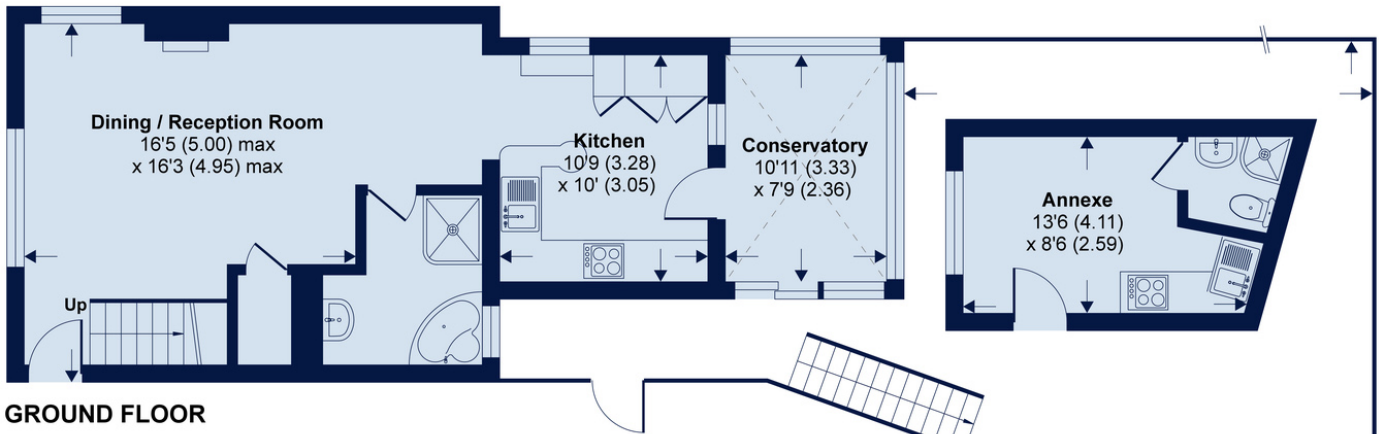 Dining / Reception Room
16'5 (5.00) max
x 16'3 (4.95) max
Kitchen
10'9 (3.28)
x 10' (3.05)
Conservatory
10'11 (3.33)
x 7'9 (2.36)
Annexe
13'6 (4.11)
x 8'6 (2.59)
Up
GROUND FLOOR